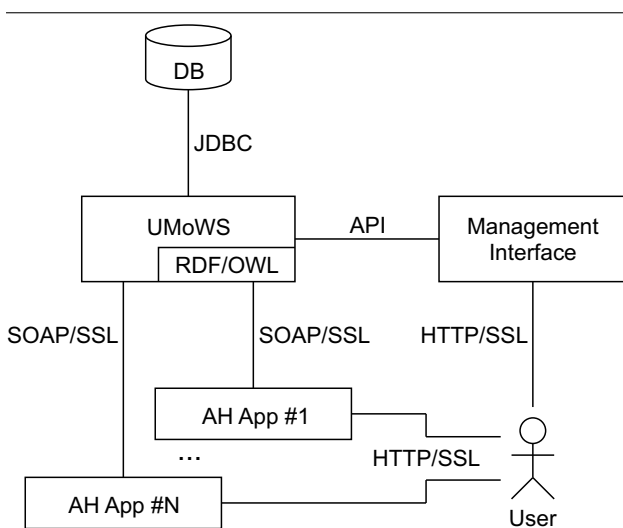 DB
JDBC
UMoWS
API
Management
Interface
RDF/OWL
SOAP/SSL
SOAP/SSL
HTTP/SSL
AH App #1
...
HTTP/SSL
AH App #N
User